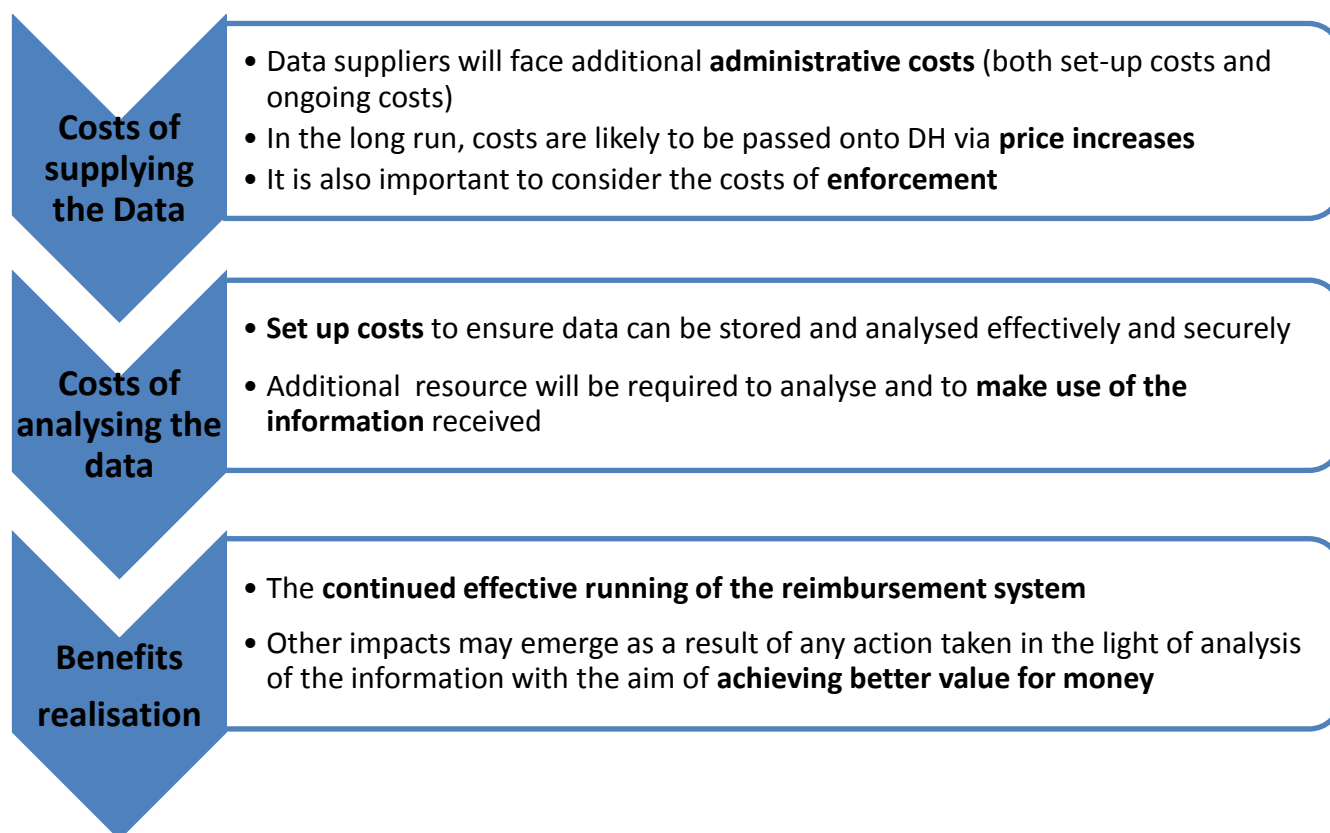 Costs of
supplying
the Data
• Data suppliers will face additional administrative costs (both set-up costs and
ongoing costs)
• In the long run, costs are likely to be passed onto DH via price increases
• It is also important to consider the costs of enforcement
Costs of
analysing the
data
• Set up costs to ensure data can be stored and analysed effectively and securely
• Additional  resource will be required to analyse and to make use of the
information received
Benefits
realisation
• The continued effective running of the reimbursement system
• Other impacts may emerge as a result of any action taken in the light of analysis
of the information with the aim of achieving better value for money